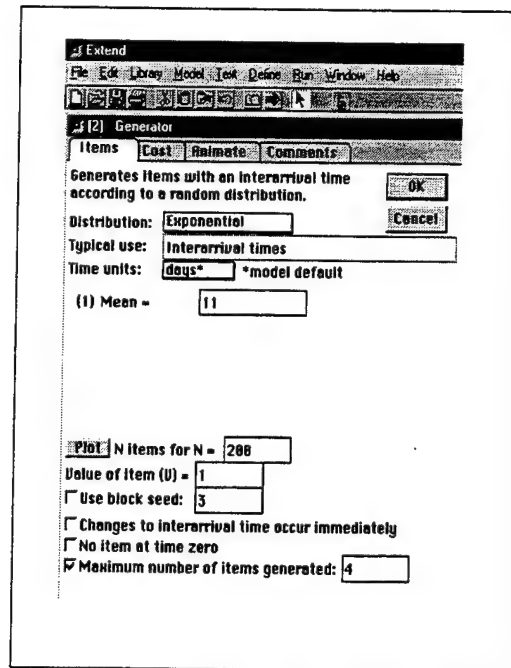 Extend
File Edit Library Model Text Define Run Window Help
[2] Generator
Items Cost Animate Comments
Generates items with an interarrival time
according to a random distribution.
OK
Cancel
Distribution: Exponential
Typical use: Interarrival times
Time units: days* *model default
(1) Mean = 11
Plot N items for N = 200
Value of item (V) = 1
Use block seed: 3
Changes to interarrival time occur immediately
No item at time zero
Maximum number of items generated: 4